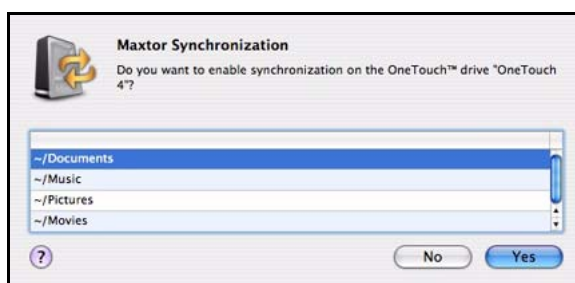 Maxtor Synchronization
Do you want to enable synchronization on the OneTouch™ drive "OneTouch
4"?
~/Documents
~/Music
~/Pictures
~/Movies
?
No
Yes